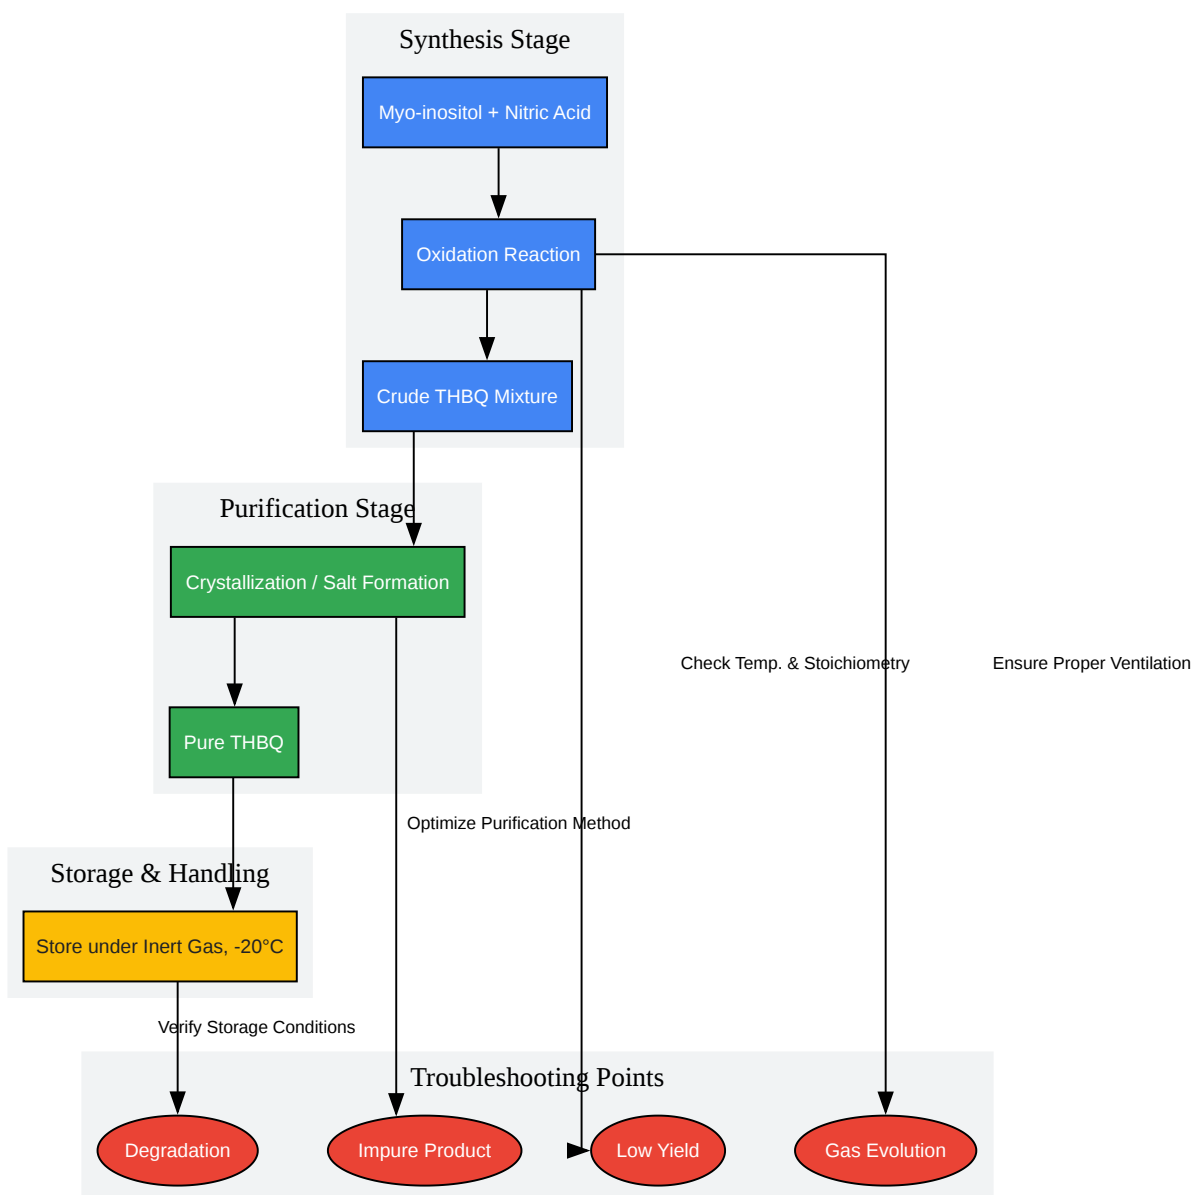 Synthesis Stage
Myo-inositol + Nitric Acid
Oxidation Reaction
Crude THBQ Mixture
Purification Stage
Crystallization / Salt Formation
Check Temp. & Stoichiometry
Ensure Proper Ventilation
Pure THBQ
Optimize Purification Method
Storage & Handling
Store under Inert Gas, -20°C
Verify Storage Conditions
Troubleshooting Points
Degradation
Impure Product
Low Yield
Gas Evolution